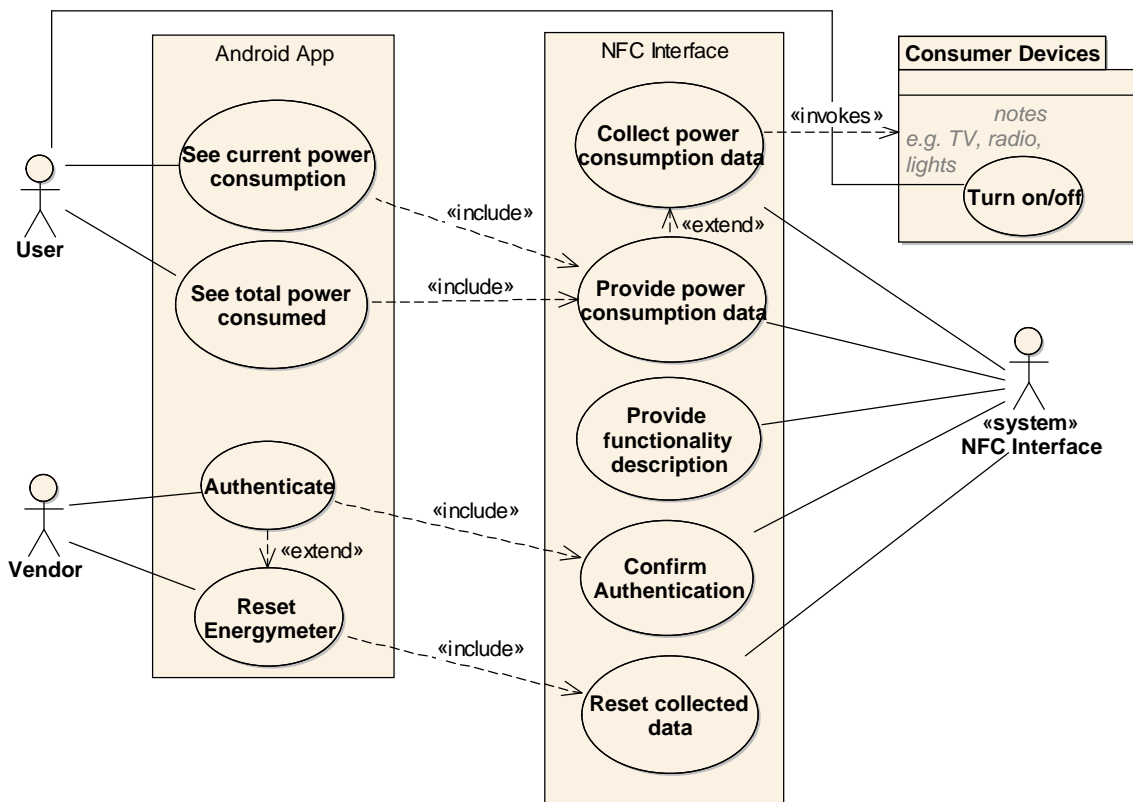 Android App
NFC Interface
Consumer Devices
notes
e.g. TV, radio,
lights
Turn on/off
«invokes»
Collect power
consumption data
See current power
consumption
User
«include»
«extend»
See total power
consumed
«include»
Provide power
consumption data
Provide
functionality
description
«system»
NFC Interface
Authenticate
«include»
Vendor
«extend»
Confirm
Authentication
Reset
Energymeter
«include»
Reset collected
data